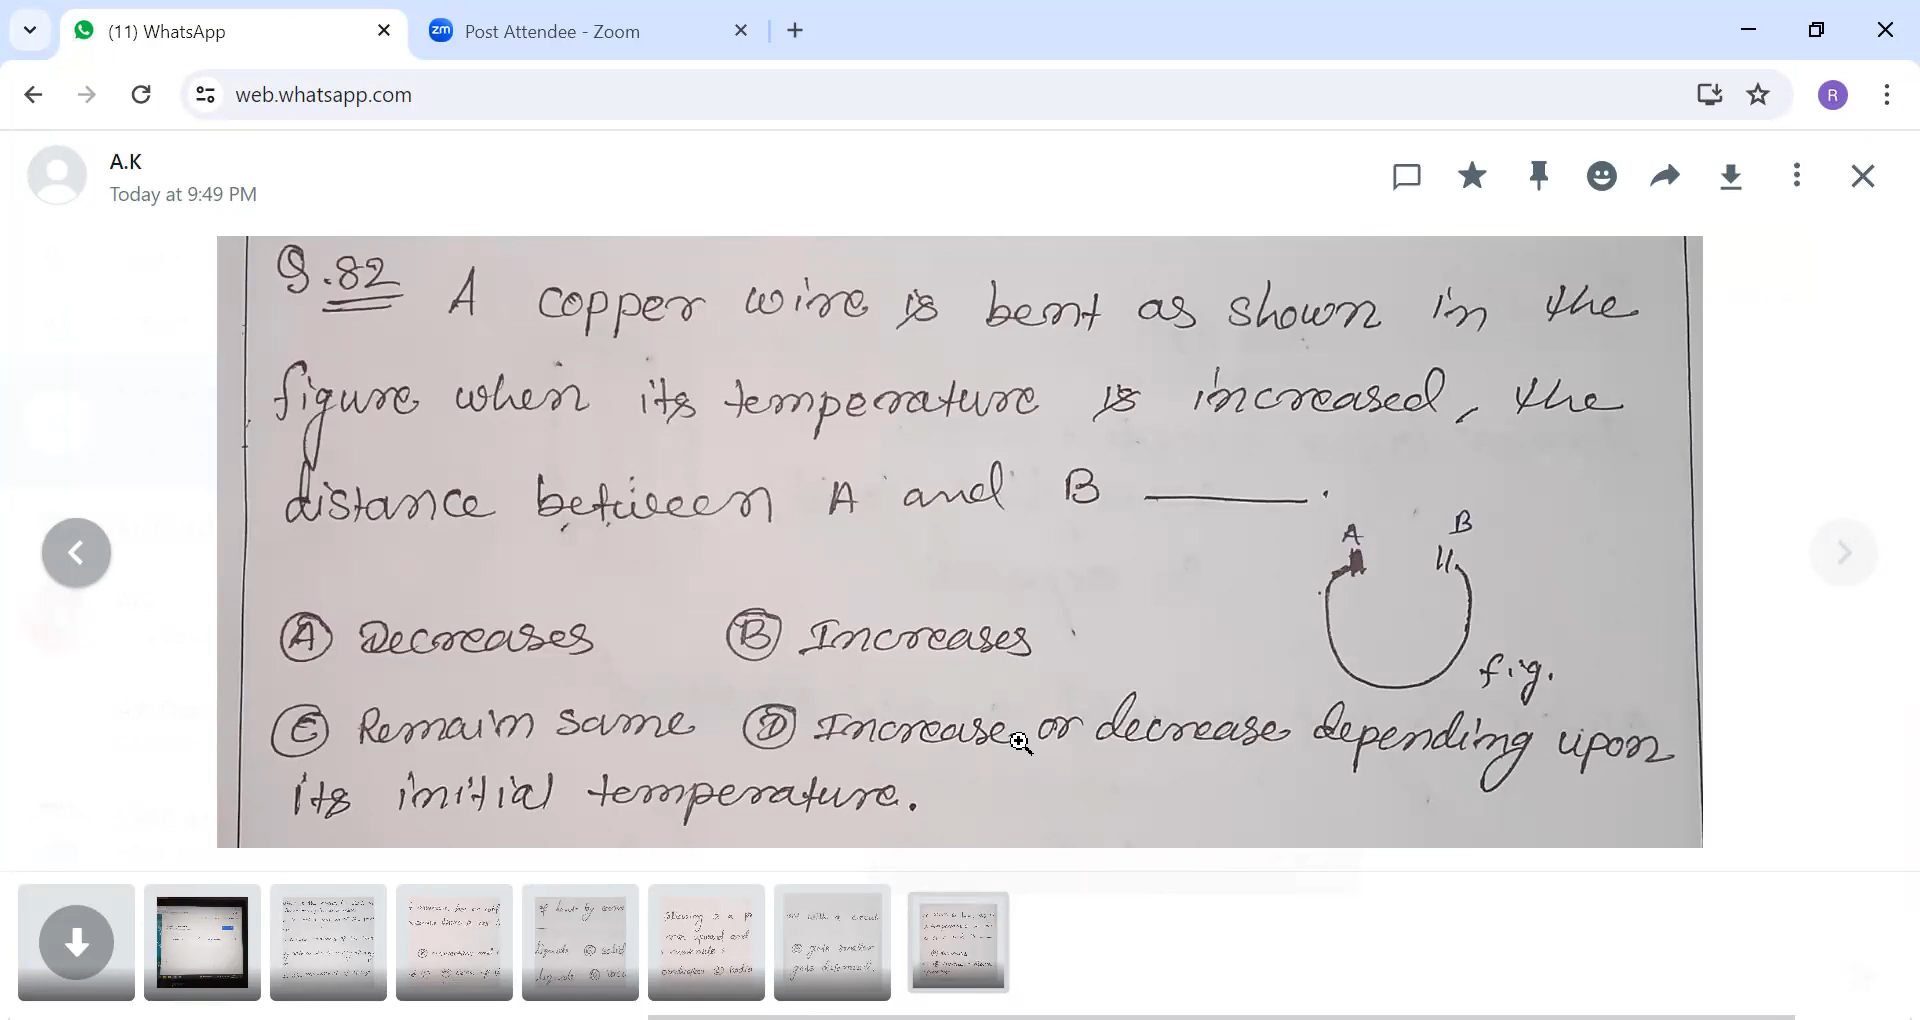 (11) WhatsApp
zm Post Attendee - Zoom
web.whatsapp.com
R
A.K
Today at 9:49 PM
Q.82 A copper wire is bent as shown in the
figure when its temperature is increased, the
distance between A and B ______.
A B
(A) Decreases (B) Increases
fig.
(C) Remain same (D) Increase or decrease depending upon
its initial temperature.